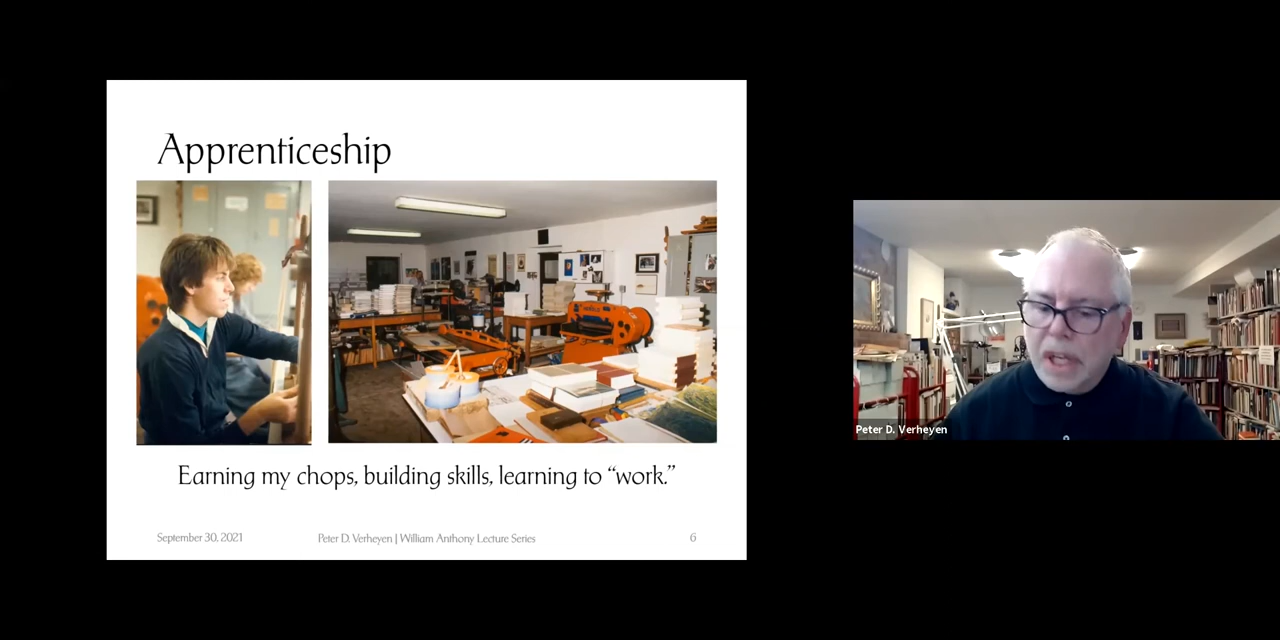 Apprenticeship
Earning my chops, building skills, learning to “work.”
September 30, 2021
Peter D. Verheyen | William Anthony Lecture Series
6
Peter D. Verheyen